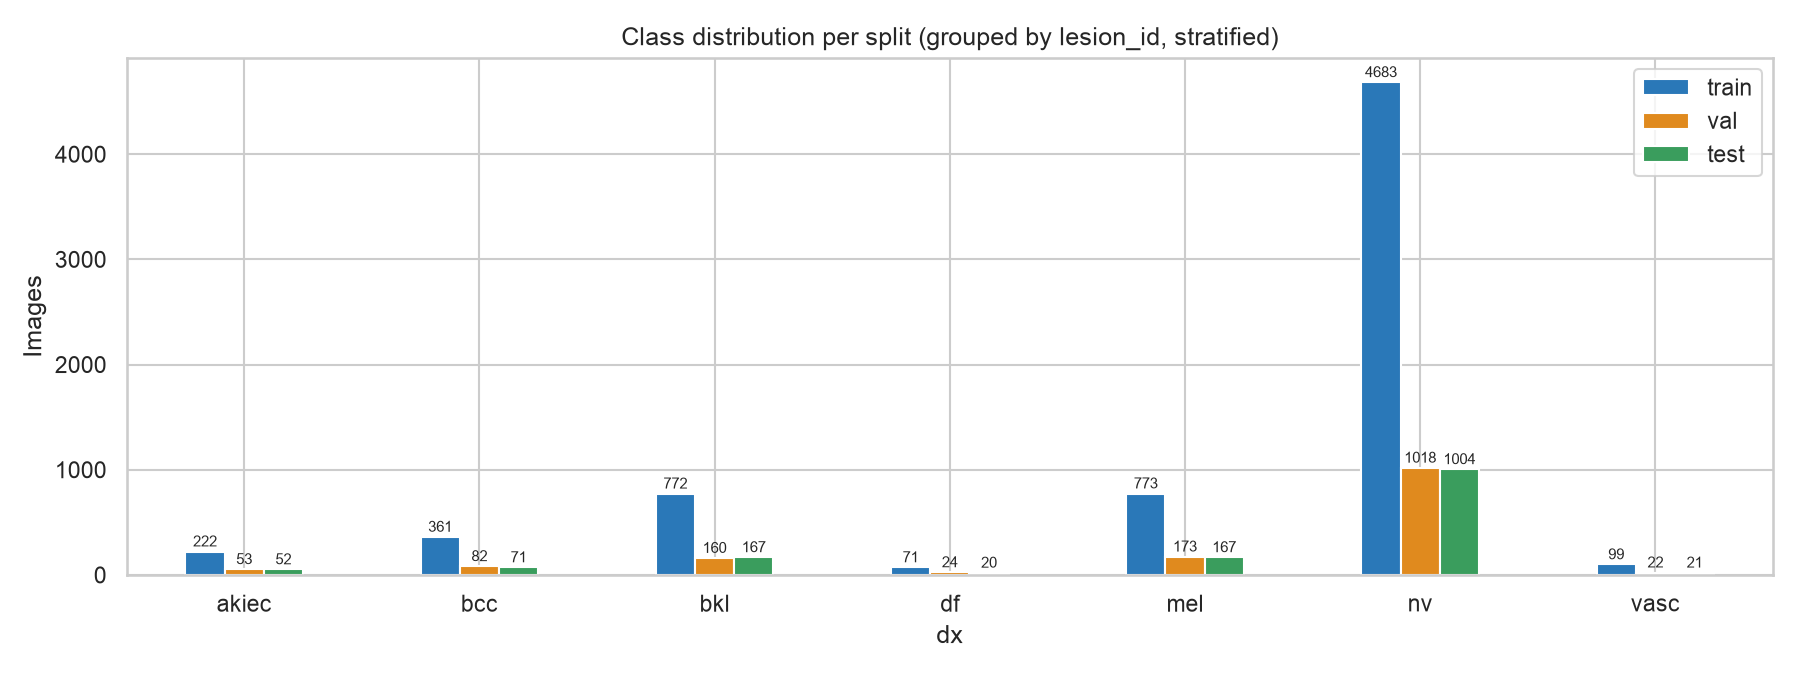 Class distribution per split (grouped by lesion_id, stratified)
train
val
test
Images
4000
3000
2000
1000
0
222
53
52
361
82
71
772
160
167
71
24
20
773
173
167
4683
1018
1004
99
22
21
akiec
bcc
bkl
df
mel
nv
vasc
dx